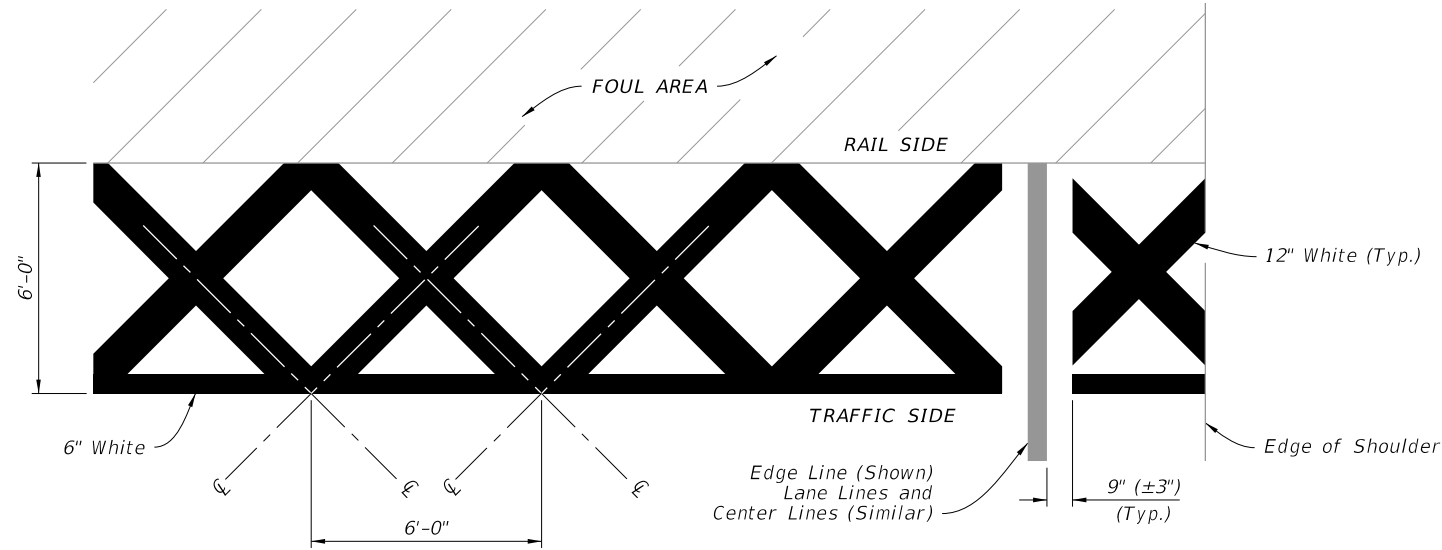 FOUL AREA
RAIL SIDE
6'-0"
12" White (Typ.)
TRAFFIC SIDE
6" White
Edge of Shoulder
Edge Line (Shown)
Lane Lines and
Center Lines (Similar)
9" (±3")
(Typ.)
℄
℄
℄
℄
6'-0"